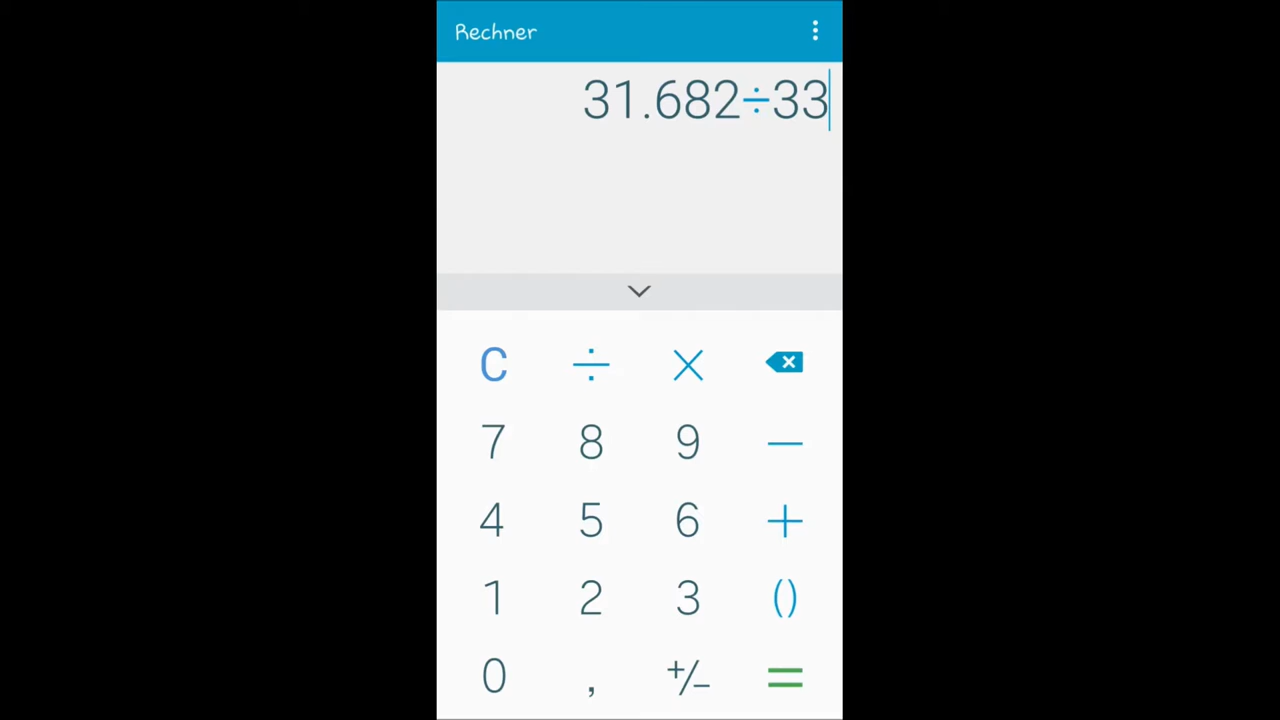 Rechner
31.682÷33
C ÷ ×
7 8 9 −
4 5 6 +
1 2 3 ()
0 , +/− =